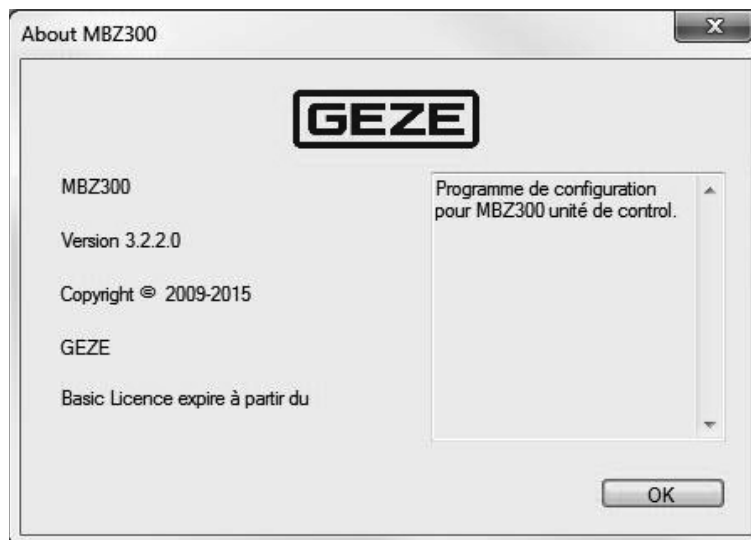 About MBZ300
GEZE
MBZ300
Version 3.2.2.0
Copyright © 2009-2015
GEZE
Basic Licence expire à partir du
Programme de configuration
pour MBZ300 unité de control.
OK